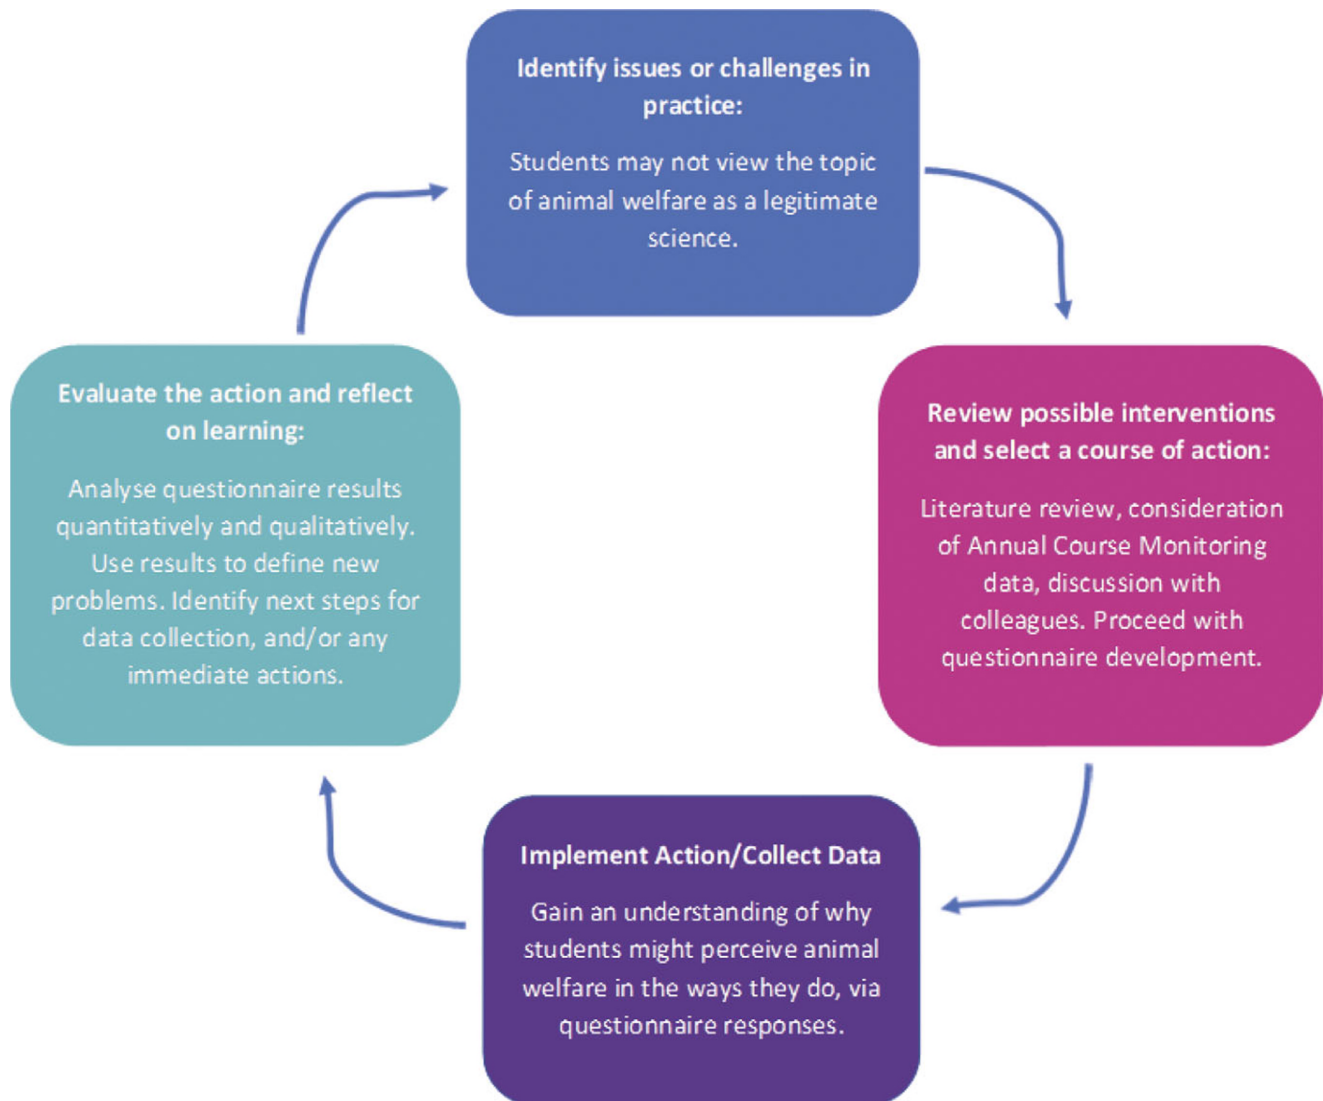 Identify issues or challenges in
practice:
Students may not view the topic
of animal welfare as a legitimate
science.
Review possible interventions
and select a course of action:
Literature review, consideration
of Annual Course Monitoring
data, discussion with
colleagues. Proceed with
questionnaire development.
Implement Action/Collect Data
Gain an understanding of why
students might perceive animal
welfare in the ways they do, via
questionnaire responses.
Evaluate the action and reflect
on learning:
Analyse questionnaire results
quantitatively and qualitatively.
Use results to define new
problems. Identify next steps for
data collection, and/or any
immediate actions.